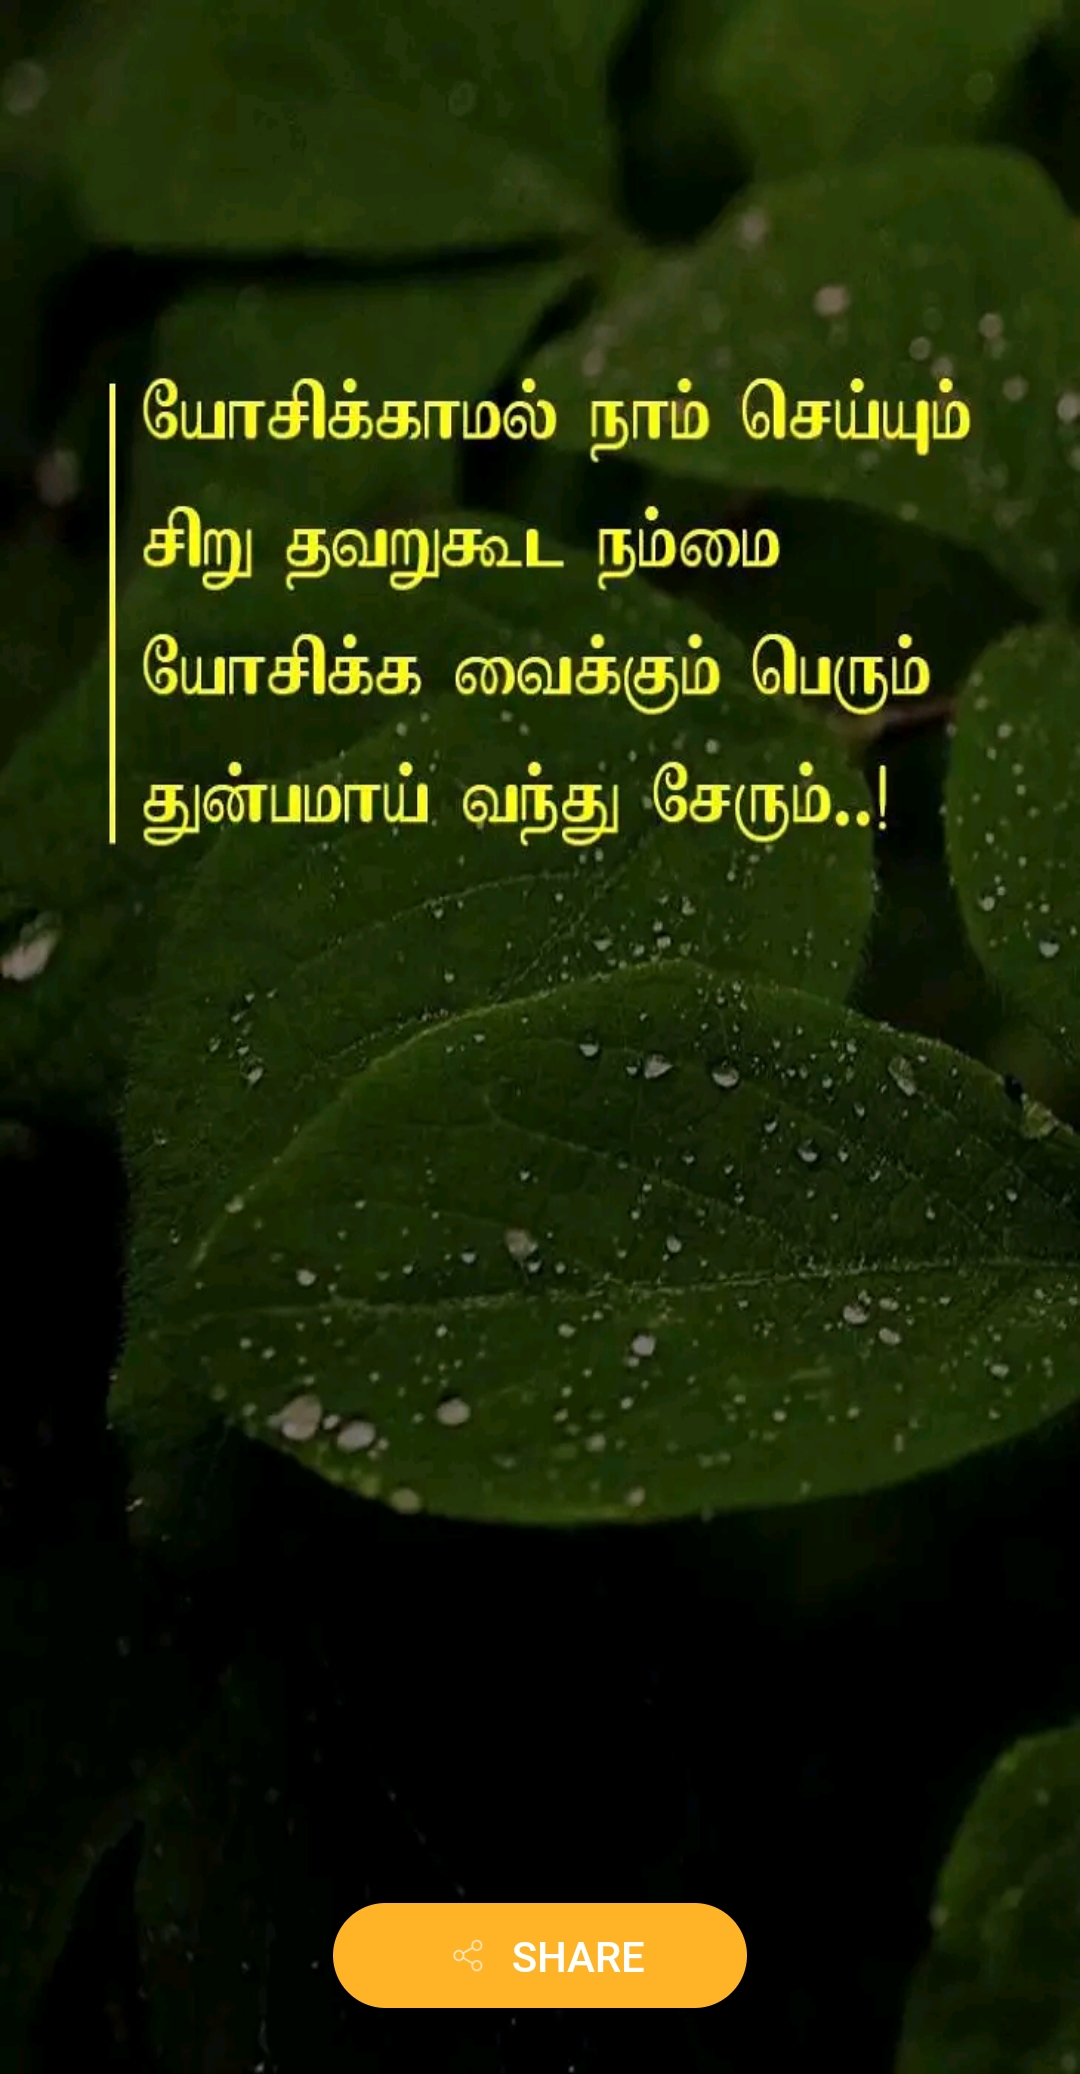 யோசிக்காமல் நாம் செய்யும்
சிறு தவறுகூட நம்மை
யோசிக்க வைக்கும் பெரும்
துன்பமாய் வந்து சேரும்..!
SHARE